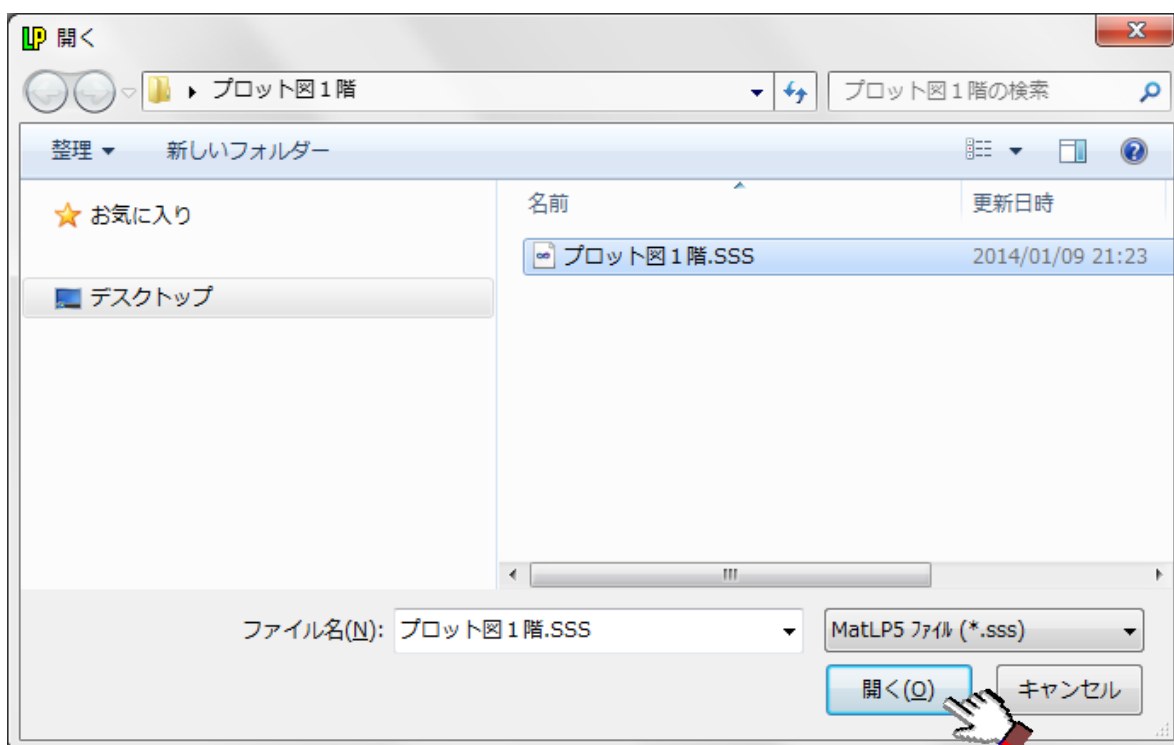 LP 開く
プロット図１階
プロット図１階の検索
整理
新しいフォルダー
名前
更新日時
お気に入り
プロット図１階.SSS
2014/01/09 21:23
デスクトップ
ファイル名(N): プロット図１階.SSS
MatLP5 ﾌｧｲﾙ (*.sss)
開く(O)
キャンセル